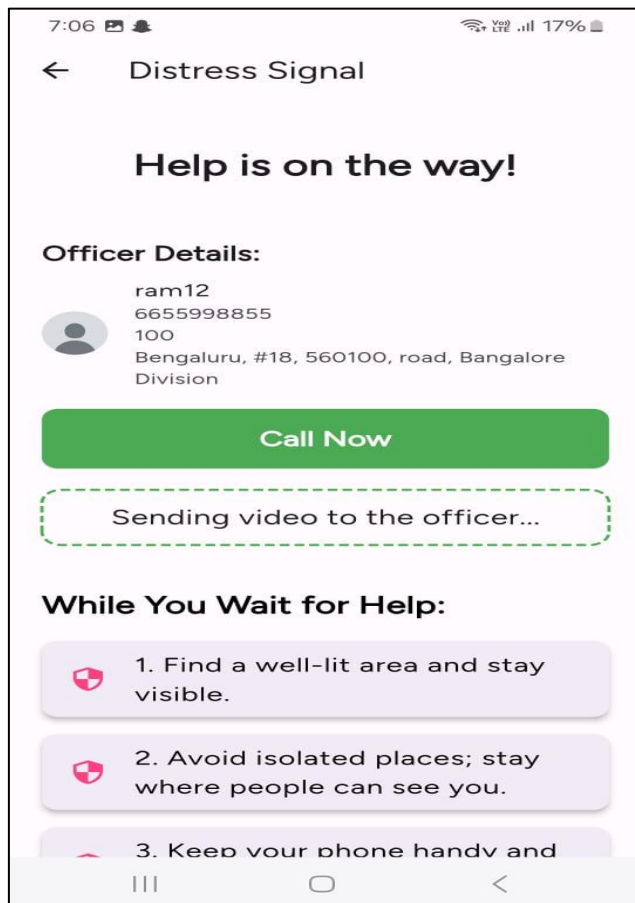 7:06 Vo)) LTE 17%
Distress Signal
Help is on the way!
Officer Details:
ram12
6655998855
100
Bengaluru, #18, 560100, road, Bangalore
Division
Call Now
Sending video to the officer...
While You Wait for Help:
1. Find a well-lit area and stay
visible.
2. Avoid isolated places; stay
where people can see you.
3. Keep your phone handy and